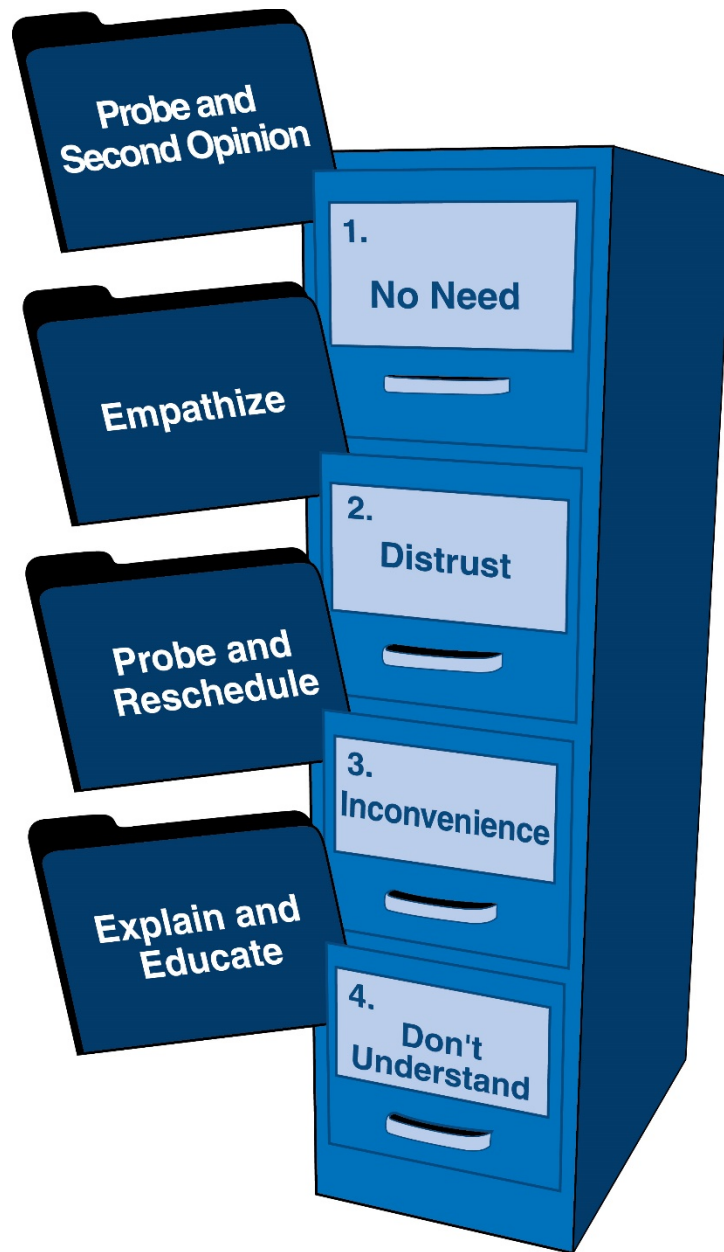 Probe and
Second Opinion
1.
No Need
Empathize
2.
Distrust
Probe and
Reschedule
3.
Inconvenience
Explain and
Educate
4.
Don't
Understand